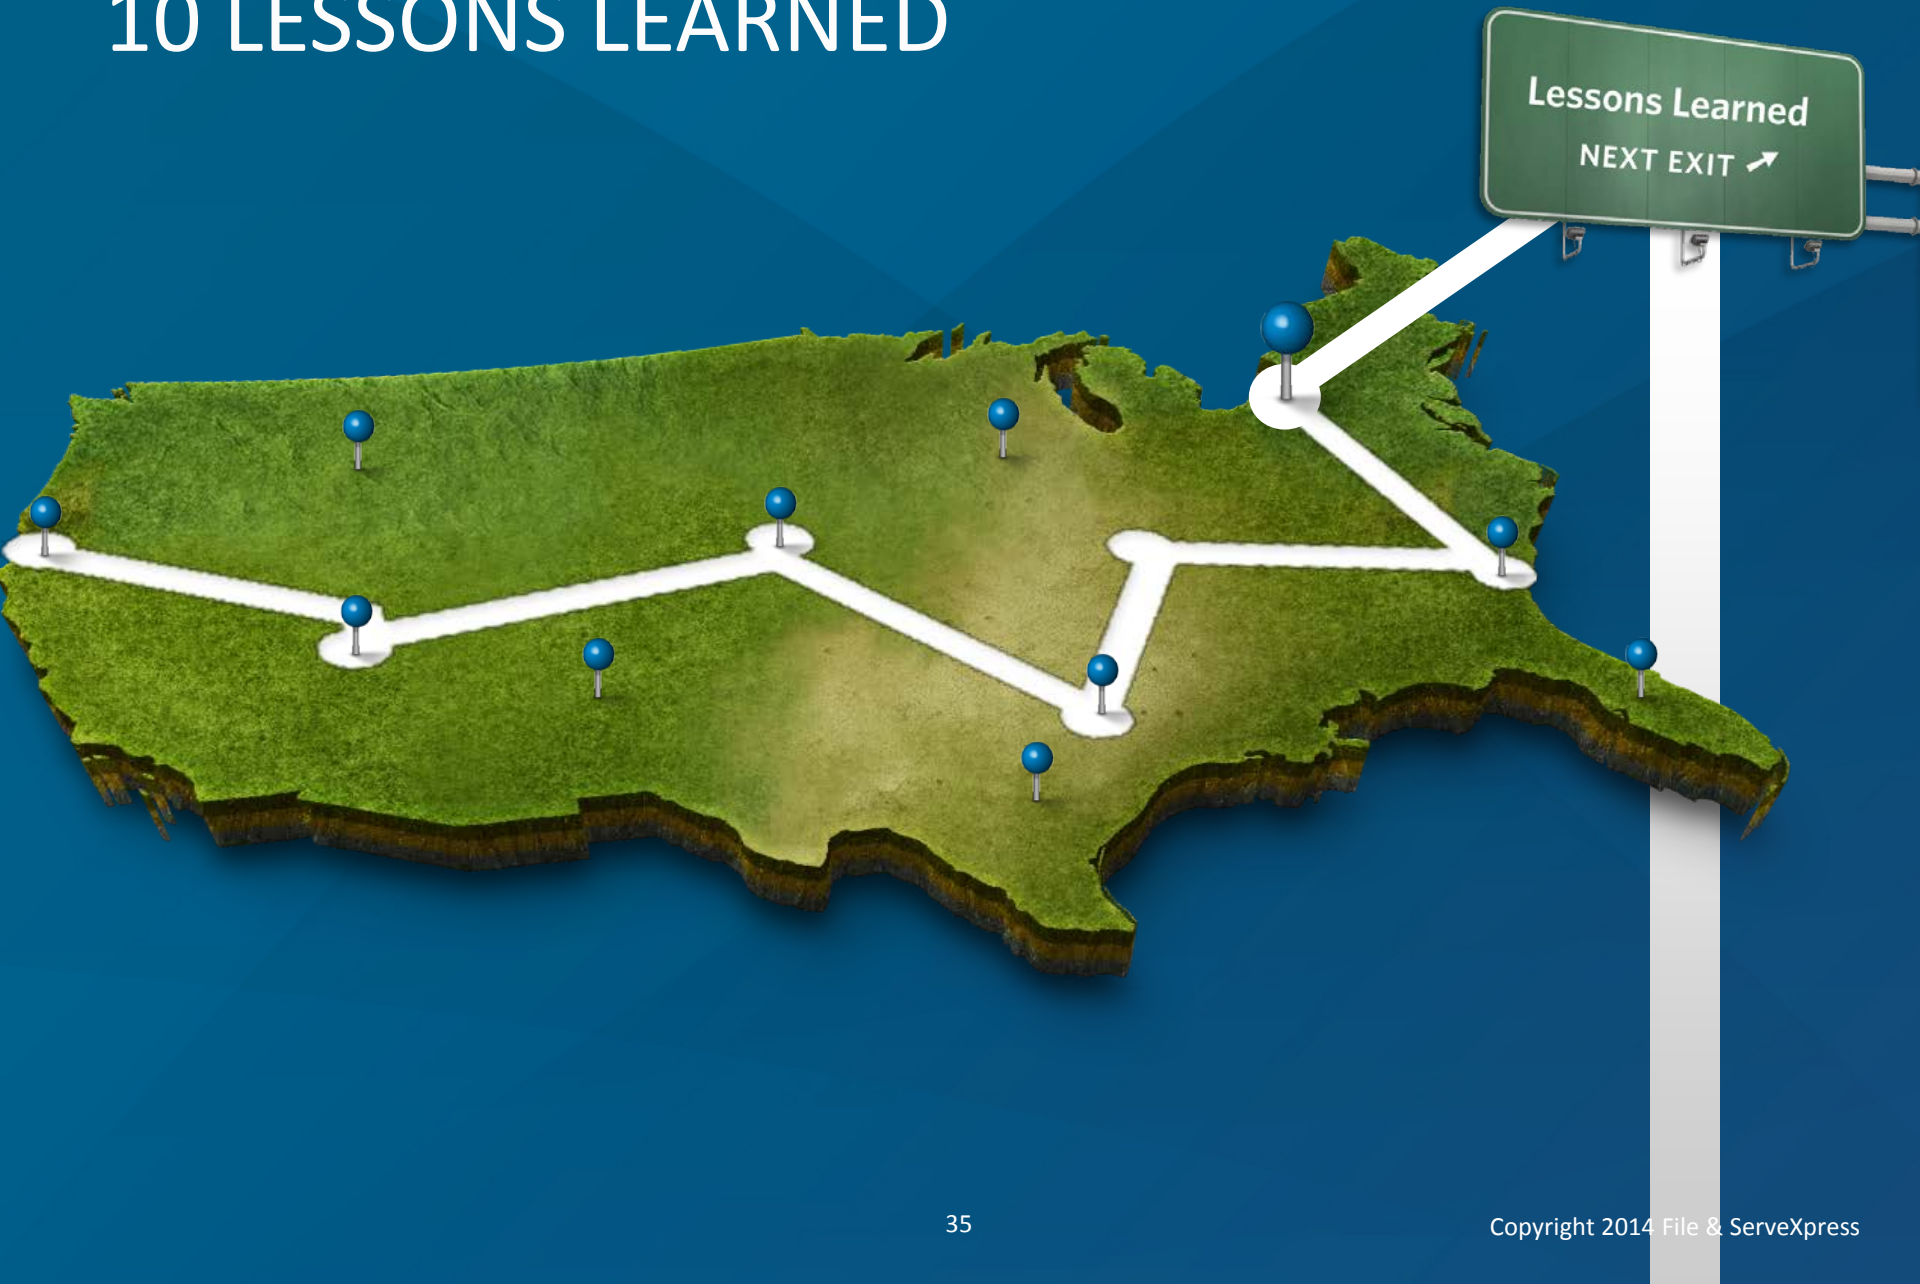 10 LESSONS LEARNED
Lessons Learned
NEXT EXIT
35
Copyright 2014 File & ServeXpress